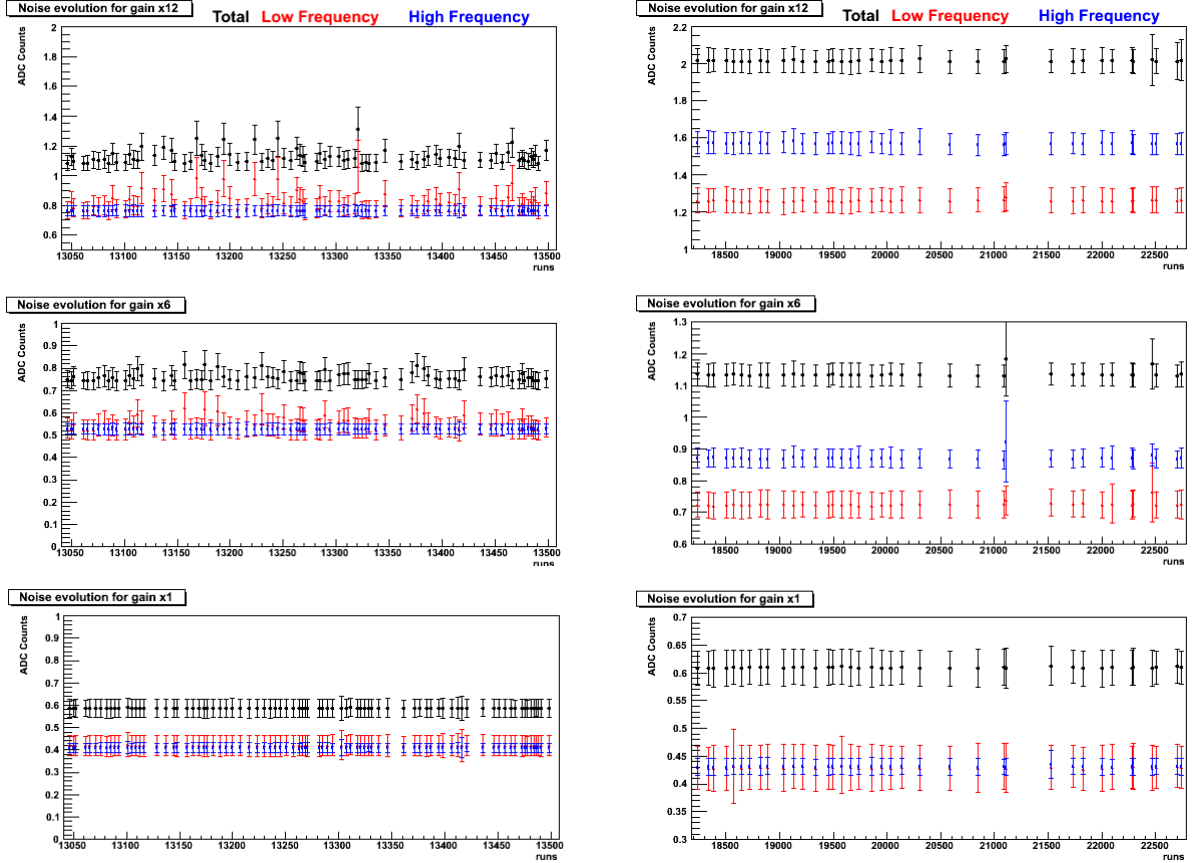 Noise evolution for gain x12
Total Low Frequency High Frequency
ADC Counts
2
1.8
1.6
1.4
1.2
1
0.8
0.6
13050 13100 13150 13200 13250 13300 13350 13400 13450 13500
runs
Noise evolution for gain x12
Total Low Frequency High Frequency
ADC Counts
2.2
2
1.8
1.6
1.4
1.2
1
18500 19000 19500 20000 20500 21000 21500 22000 22500
runs
Noise evolution for gain x6
ADC Counts
1
0.9
0.8
0.7
0.6
0.5
0.4
0.3
0.2
0.1
0
13050 13100 13150 13200 13250 13300 13350 13400 13450 13500
runs
Noise evolution for gain x6
ADC Counts
1.3
1.2
1.1
1
0.9
0.8
0.7
0.6
18500 19000 19500 20000 20500 21000 21500 22000 22500
runs
Noise evolution for gain x1
ADC Counts
1
0.9
0.8
0.7
0.6
0.5
0.4
0.3
0.2
0.1
0
13050 13100 13150 13200 13250 13300 13350 13400 13450 13500
runs
Noise evolution for gain x1
ADC Counts
0.7
0.65
0.6
0.55
0.5
0.45
0.4
0.35
0.3
18500 19000 19500 20000 20500 21000 21500 22000 22500
runs